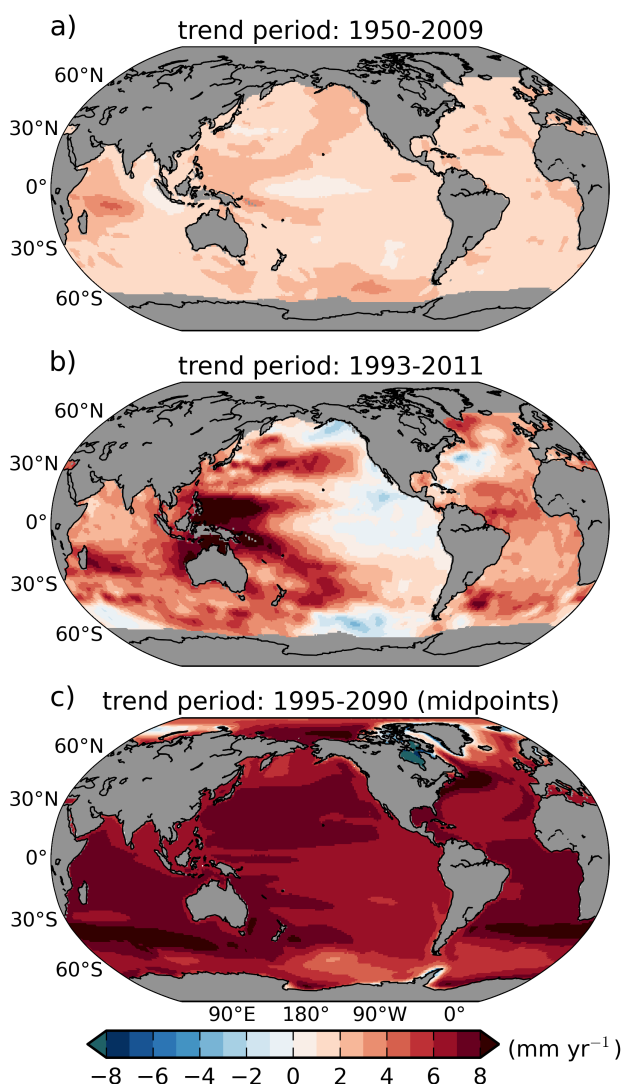 a) trend period: 1950-2009
60°N
30°N
0°
30°S
60°S
b) trend period: 1993-2011
60°N
30°N
0°
30°S
60°S
c) trend period: 1995-2090 (midpoints)
60°N
30°N
0°
30°S
60°S
90°E 180° 90°W 0°
(mm yr⁻¹)
−8 −6 −4 −2 0 2 4 6 8